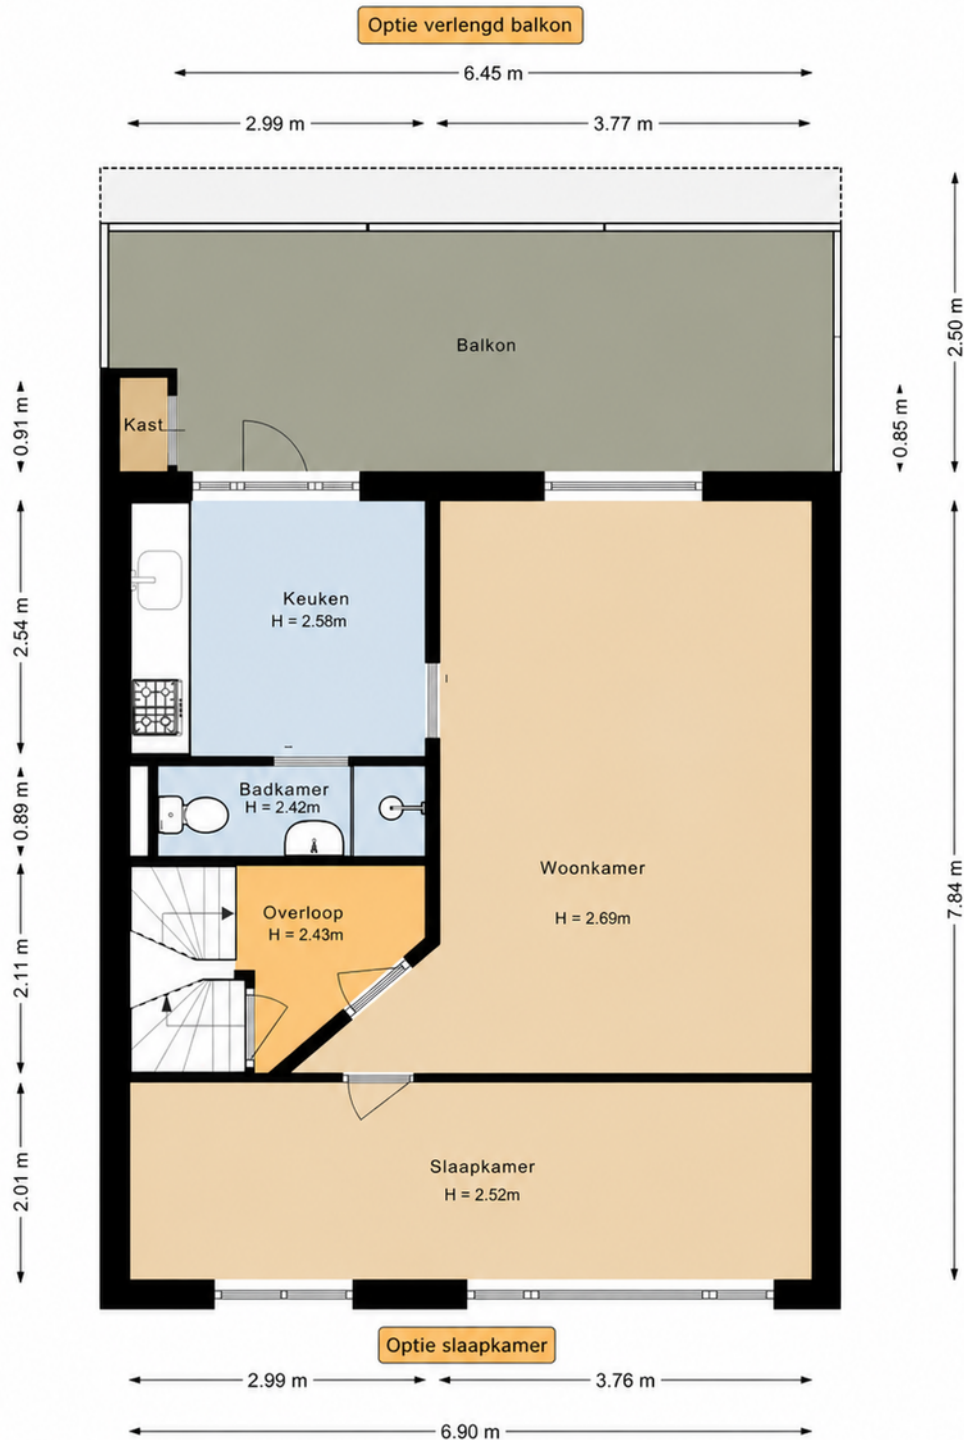 Optie verlengd balkon
6.45 m
2.99 m
3.77 m
Balkon
2.50 m
Kast
0.91 m
0.85 m
Keuken
H = 2.58m
2.54 m
Badkamer
H = 2.42m
0.89 m
Woonkamer
H = 2.69m
7.84 m
Overloop
H = 2.43m
2.11 m
Slaapkamer
H = 2.52m
2.01 m
Optie slaapkamer
2.99 m
3.76 m
6.90 m